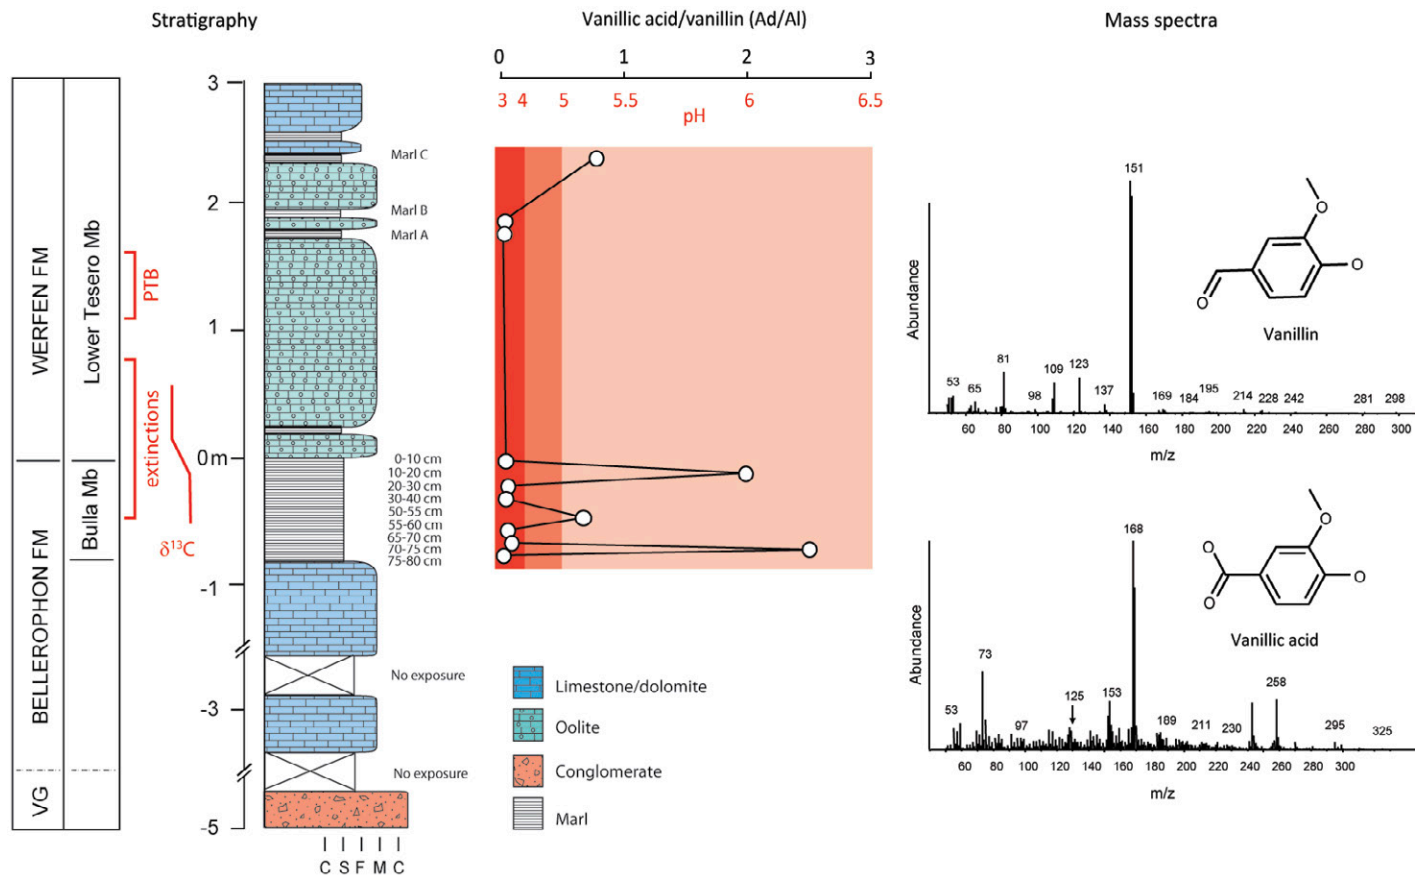 Stratigraphy
Vanillic acid/vanillin (Ad/Al)
Mass spectra
0 1 2 3
3 4 5 5.5 6 6.5
pH
WERFEN FM
BELLEROPHON FM
VG
Lower Tesero Mb
Bulla Mb
PTB
extinctions
δ¹³C
3
2
1
0m
-1
-3
-5
Marl C
Marl B
Marl A
0-10 cm
10-20 cm
20-30 cm
30-40 cm
50-55 cm
55-60 cm
65-70 cm
70-75 cm
75-80 cm
No exposure
No exposure
C S F M C
Limestone/dolomite
Oolite
Conglomerate
Marl
Abundance
53 65 81 98 109 123 137 151 169 184 195 214 228 242 281 298
O
O
O
Vanillin
60 80 100 120 140 160 180 200 220 240 260 280 300
m/z
Abundance
53 73 97 125 153 168 189 211 230 258 295 325
O
O
O
O
Vanillic acid
60 80 100 120 140 160 180 200 220 240 260 280 300
m/z